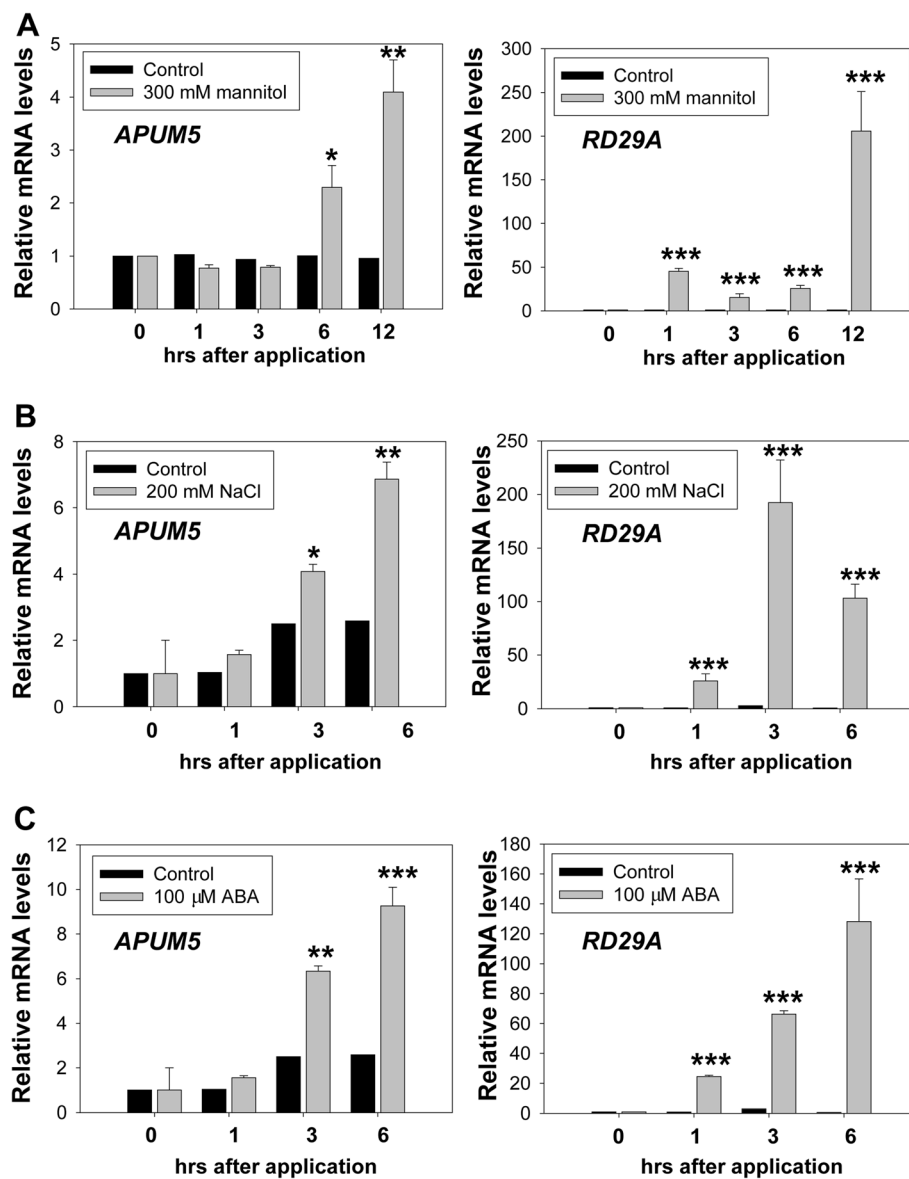 A
Relative mRNA levels
5
4
3
2
1
0
Control
300 mM mannitol
APUM5
*
**
0 1 3 6 12
hrs after application
Relative mRNA levels
300
250
200
150
100
50
0
Control
300 mM mannitol
RD29A
***
***
***
***
0 1 3 6 12
hrs after application
B
Relative mRNA levels
8
6
4
2
0
Control
200 mM NaCl
APUM5
*
**
0 1 3 6
hrs after application
Relative mRNA levels
250
200
150
100
50
0
Control
200 mM NaCl
RD29A
***
***
***
0 1 3 6
hrs after application
C
Relative mRNA levels
12
10
8
6
4
2
0
Control
100 μM ABA
APUM5
**
***
0 1 3 6
hrs after application
Relative mRNA levels
180
160
140
120
100
80
60
40
20
0
Control
100 μM ABA
RD29A
***
***
***
0 1 3 6
hrs after application